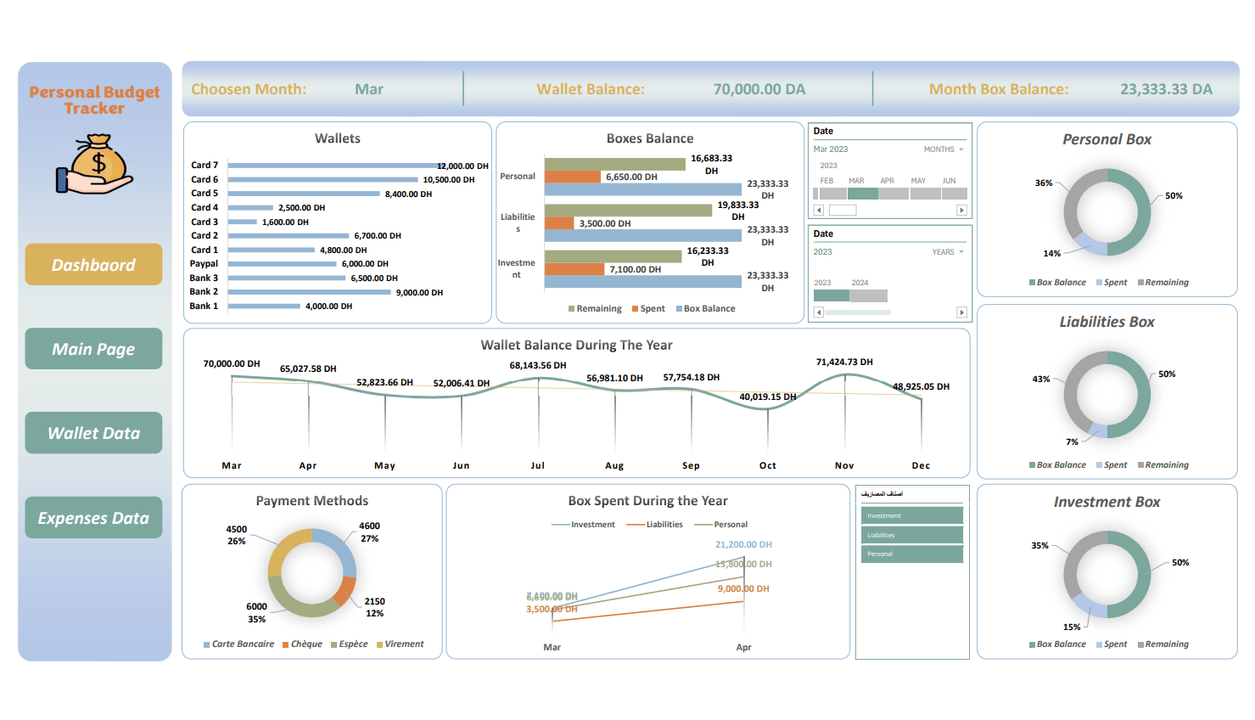 Personal Budget
Tracker
Dashbaord
Main Page
Wallet Data
Expenses Data
Choosen Month: Mar
Wallet Balance: 70,000.00 DA
Month Box Balance: 23,333.33 DA
Wallets
Card 7 12,000.00 DH
Card 6 10,500.00 DH
Card 5 8,400.00 DH
Card 4 2,500.00 DH
Card 3 1,600.00 DH
Card 2 6,700.00 DH
Card 1 4,800.00 DH
Paypal 6,000.00 DH
Bank 3 6,500.00 DH
Bank 2 9,000.00 DH
Bank 1 4,000.00 DH
Boxes Balance
16,683.33
DH
Personal 6,650.00 DH
23,333.33
DH
19,833.33
DH
Liabilitie
s
3,500.00 DH
23,333.33
DH
16,233.33
DH
Investme
nt
7,100.00 DH
23,333.33
DH
Remaining Spent Box Balance
Date
Mar 2023 MONTHS
2023
FEB MAR APR MAY JUN
Date
2023 YEARS
2023 2024
Personal Box
36%
50%
14%
Box Balance Spent Remaining
Liabilities Box
43%
50%
7%
Box Balance Spent Remaining
Wallet Balance During The Year
70,000.00 DH 65,027.58 DH 52,823.66 DH 52,006.41 DH 68,143.56 DH 56,981.10 DH 57,754.18 DH 40,019.15 DH 71,424.73 DH 48,925.05 DH
Mar Apr May Jun Jul Aug Sep Oct Nov Dec
Payment Methods
4500
26%
4600
27%
6000
35%
2150
12%
Carte Bancaire Chèque Espèce Virement
Box Spent During the Year
Investment Liabilities Personal
21,200.00 DH
15,800.00 DH
9,000.00 DH
7,100.00 DH
6,650.00 DH
3,500.00 DH
Mar Apr
أصناف المصاريف
Investment
Liabilities
Personal
Investment Box
35%
50%
15%
Box Balance Spent Remaining